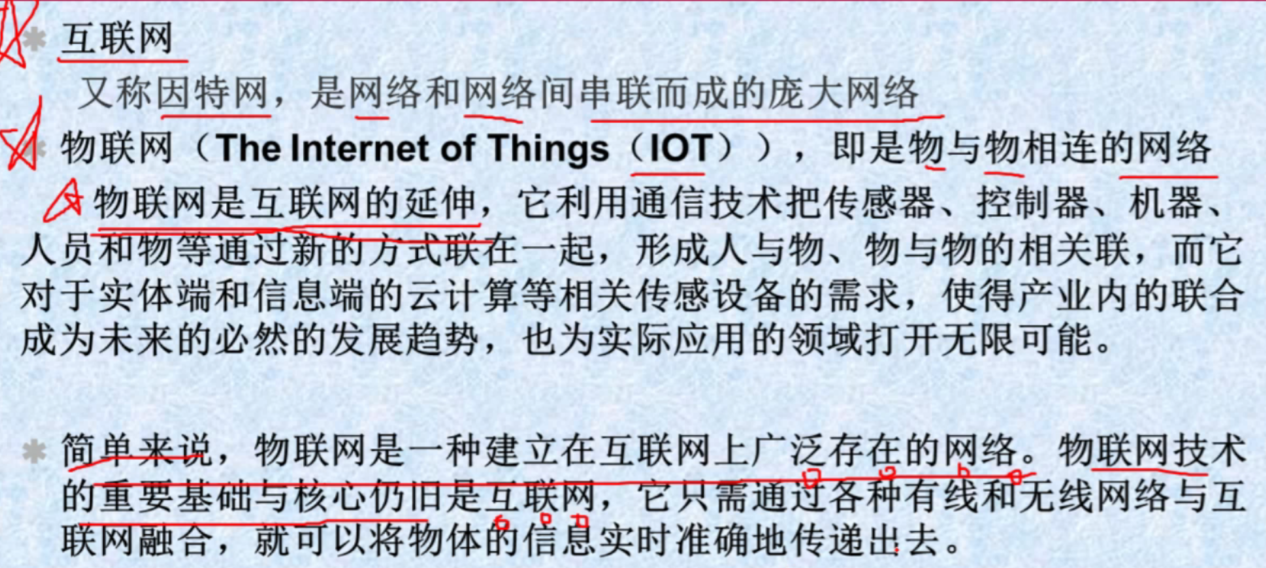 互联网
又称因特网，是网络和网络间串联而成的庞大网络
物联网（The Internet of Things（IOT）），即是物与物相连的网络
物联网是互联网的延伸，它利用通信技术把传感器、控制器、机器、
人员和物等通过新的方式联在一起，形成人与物、物与物的相关联，而它
对于实体端和信息端的云计算等相关传感设备的需求，使得产业内的联合
成为未来的必然的发展趋势，也为实际应用的领域打开无限可能。
简单来说，物联网是一种建立在互联网上广泛存在的网络。物联网技术
的重要基础与核心仍旧是互联网，它只需通过各种有线和无线网络与互
联网融合，就可以将物体的信息实时准确地传递出去。